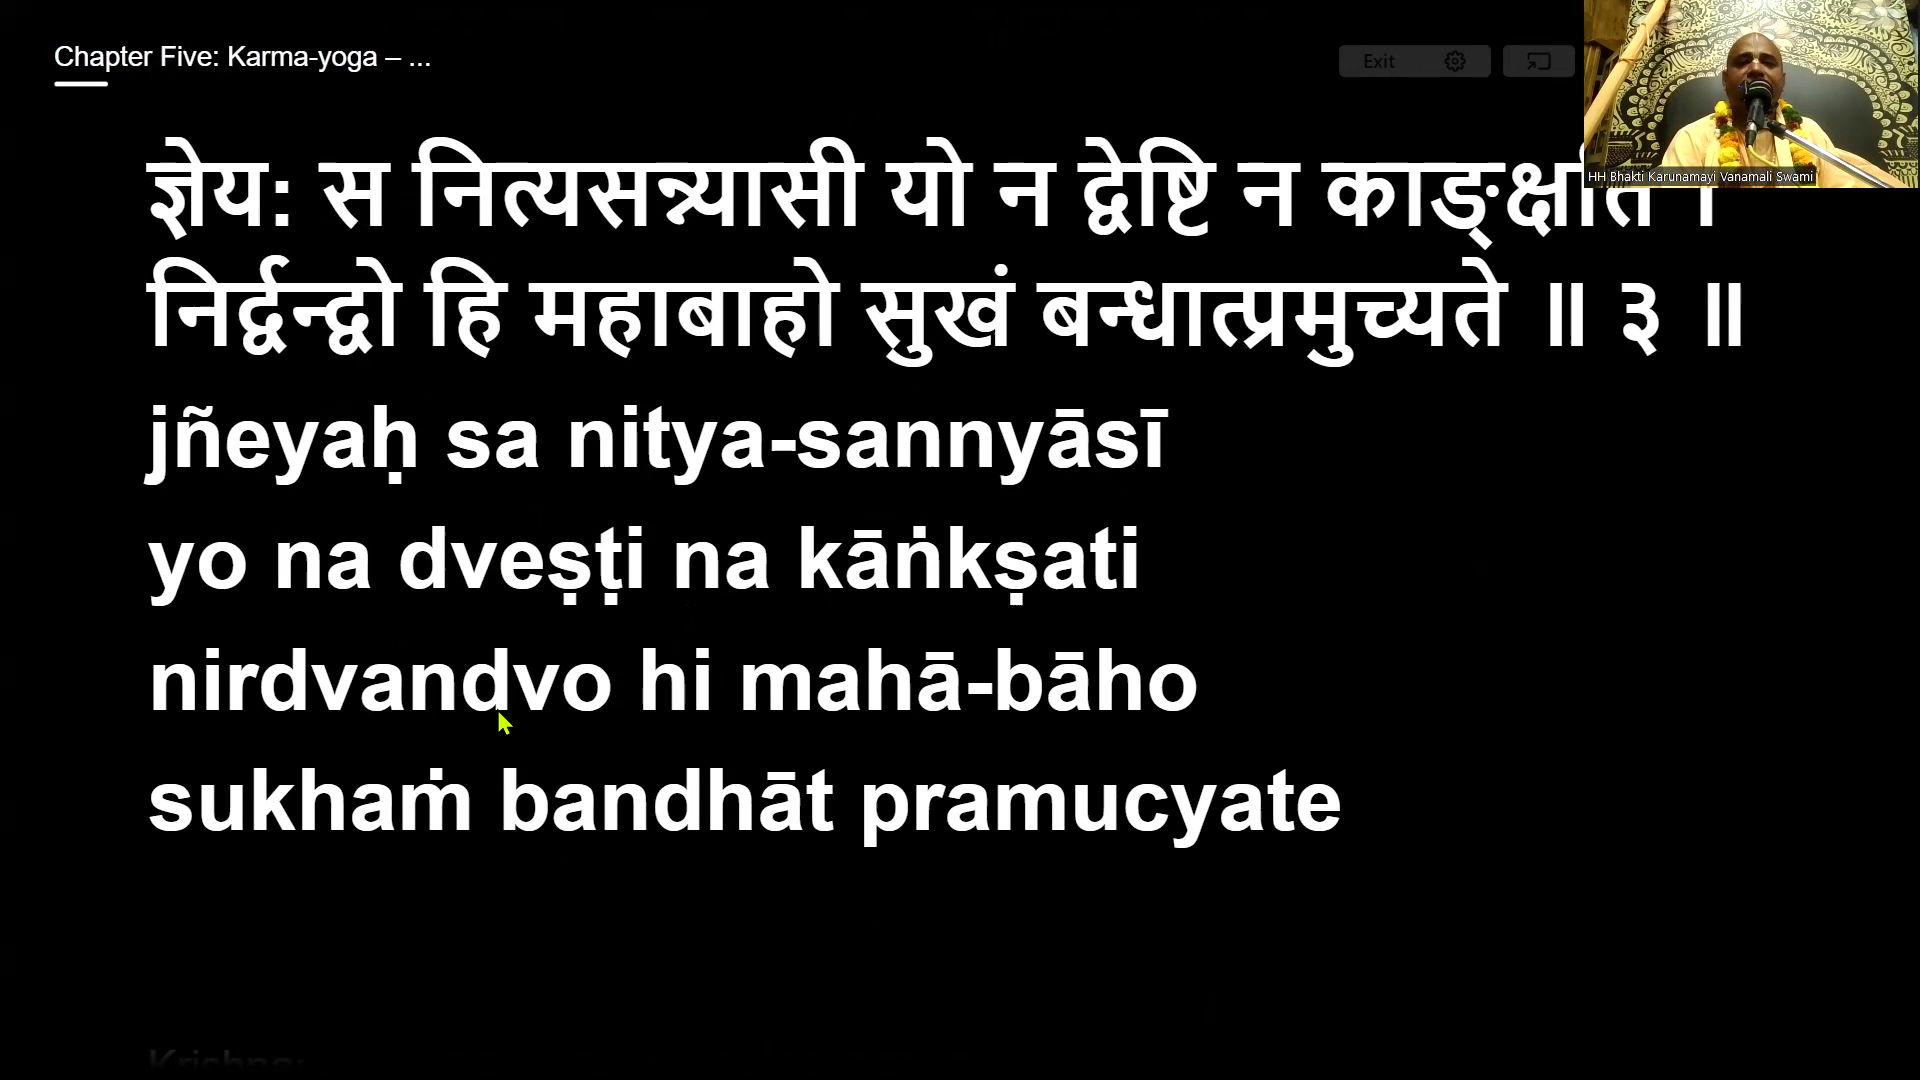 Chapter Five: Karma-yoga – ...
Exit
ज्ञेय: स नित्यसन्न्यासी यो न द्वेष्टि न काङ्‍क्षति ।
HH Bhakti Karunamayi Vanamali Swami
निर्द्वन्द्वो हि महाबाहो सुखं बन्धात्प्रमुच्यते ॥ ३ ॥
jñeyaḥ sa nitya-sannyāsī
yo na dveṣṭi na kāṅkṣati
nirdvandvo hi mahā-bāho
sukhaṁ bandhāt pramucyate
Krishna: